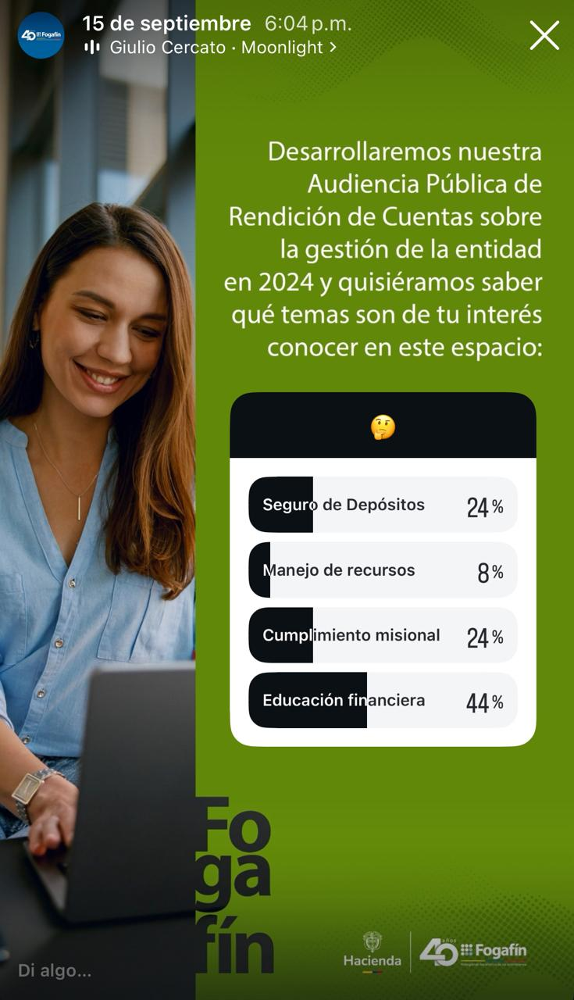 40 Fogafín
15 de septiembre 6:04 p.m.
Giulio Cercato · Moonlight >
Desarrollaremos nuestra
Audiencia Pública de
Rendición de Cuentas sobre
la gestión de la entidad
en 2024 y quisiéramos saber
qué temas son de tu interés
conocer en este espacio:
🤔
Seguro de Depósitos 24%
Manejo de recursos 8%
Cumplimiento misional 24%
Educación financiera 44%
Fo
ga
fín
Hacienda
40 años Fogafín
Di algo...